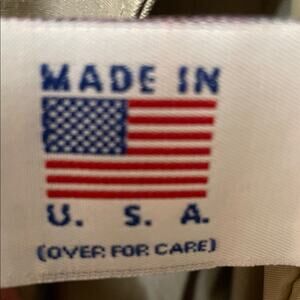 MADE IN
U. S. A.
(OVER FOR CARE)